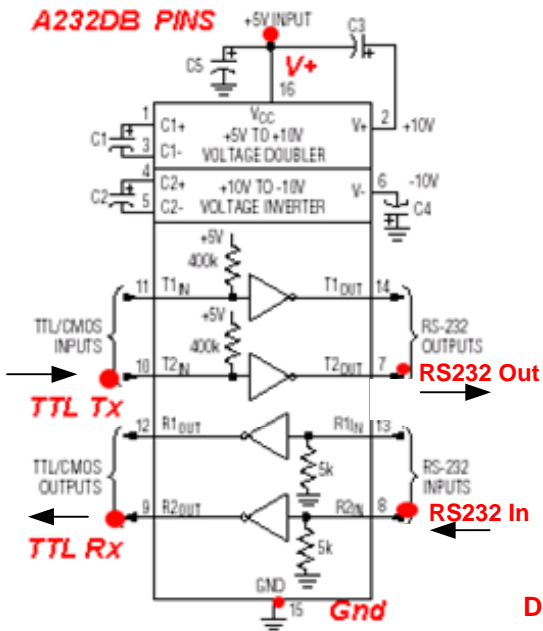 A232DB PINS
+5V INPUT
C3
C5
V+
16
1
VCC
2
C1+
+5V TO +10V
V+
+10V
C1
3
C1-
VOLTAGE DOUBLER
4
C2+
+10V TO -10V
V-
6
-10V
C2
5
C2-
VOLTAGE INVERTER
C4
+5V
400k
11
T1IN
T1OUT
14
+5V
TTL/CMOS
INPUTS
400k
RS-232
OUTPUTS
10
T2IN
T2OUT
7
RS232 Out
TTL Tx
12
R1OUT
R1IN
13
5k
TTL/CMOS
OUTPUTS
RS-232
INPUTS
9
R2OUT
R2IN
8
RS232 In
TTL Rx
5k
GND
15
Gnd
D